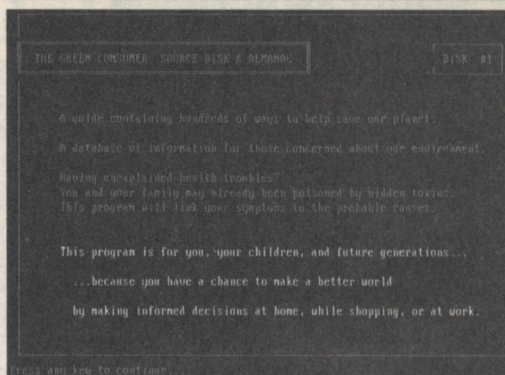 THE GREEN CONSUMER SOURCE DISK & ALMANAC
DISK #1
A guide containing hundreds of ways to help save our planet.
A database of information for those concerned about our environment.
Having unexplained health troubles?
You and your family may already been poisoned by hidden toxins.
This program will link your symptoms to the probable causes.
This program is for you, your children, and future generations...
...because you have a chance to make a better world
by making informed decisions at home, while shopping, or at work.
Press any key to continue...